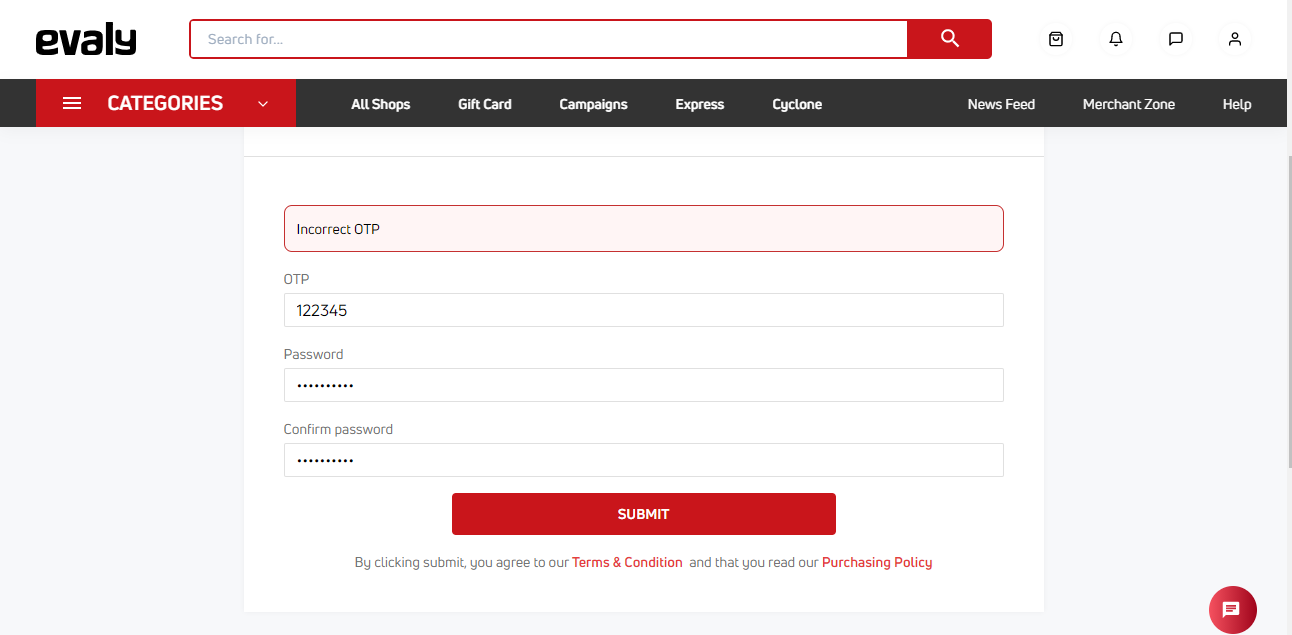 evaly
Search for...
CATEGORIES
All Shops Gift Card Campaigns Express Cyclone News Feed Merchant Zone Help
Incorrect OTP
OTP
122345
Password
••••••••••
Confirm password
••••••••••
SUBMIT
By clicking submit, you agree to our Terms & Condition and that you read our Purchasing Policy